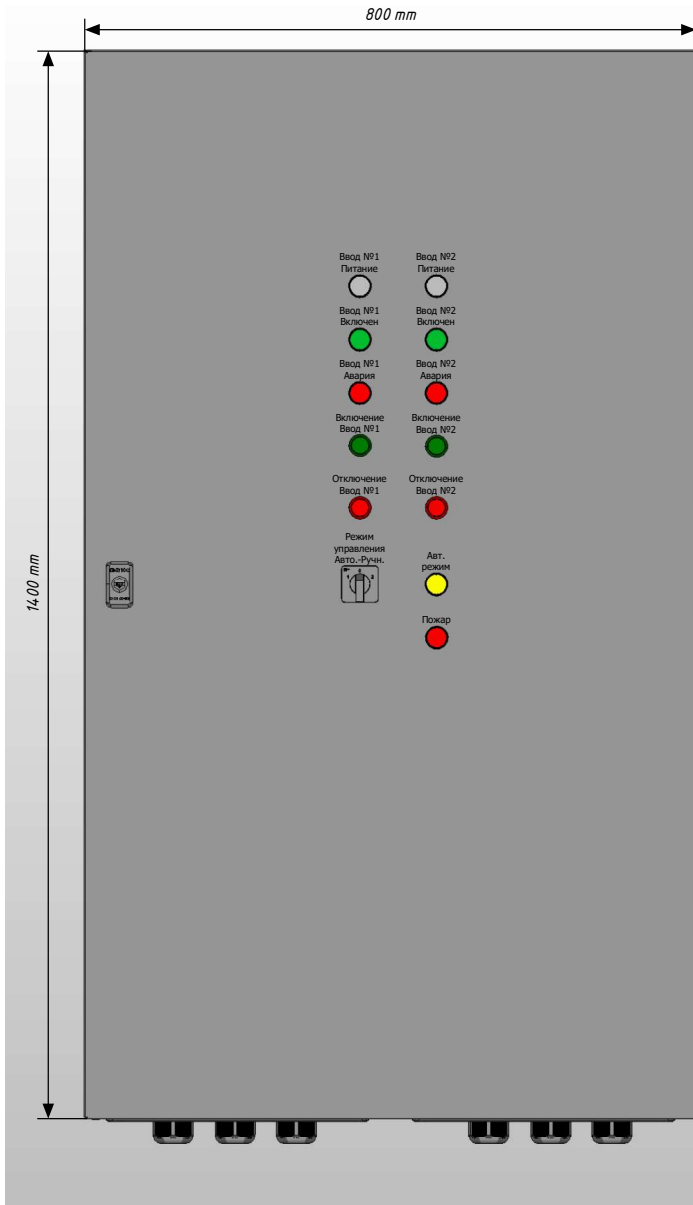 800 mm
1400 mm
Ввод №1
Питание
Ввод №2
Питание
Ввод №1
Включен
Ввод №2
Включен
Ввод №1
Авария
Ввод №2
Авария
Включение
Ввод №1
Включение
Ввод №2
Отключение
Ввод №1
Отключение
Ввод №2
Режим
управления
Авто.-Ручн.
1
2
Авт.
режим
Пожар